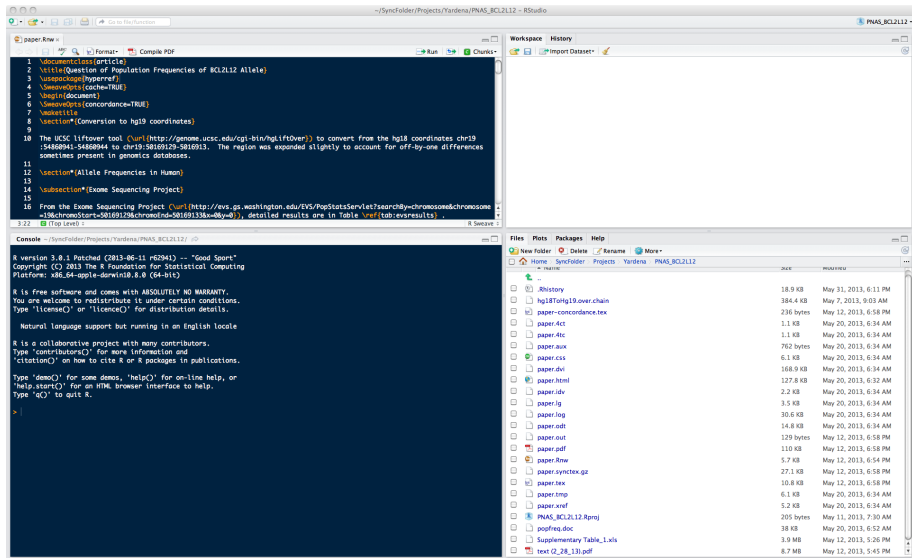 ~/SyncFolder/Projects/Yardena/PNAS_BCL2L12 - RStudio
Go to file/function
PNAS_BCL2L12
paper.Rnw
Format
Compile PDF
Run
Chunks
1 \documentclass{article}
2 \title{Question of Population Frequencies of BCL2L12 Allele}
3 \usepackage{hyperref}
4 \SweaveOpts{cache=TRUE}
5 \begin{document}
6 \SweaveOpts{concordance=TRUE}
7 \maketitle
8 \section*{Conversion to hg19 coordinates}
9
10 The UCSC liftover tool (\url{http://genome.ucsc.edu/cgi-bin/hgLiftOver}) to convert from the hg18 coordinates chr19
:54860941-54860944 to chr19:50169129-5016913. The region was expanded slightly to account for off-by-one differences
sometimes present in genomics databases.
11
12 \section*{Allele Frequencies in Human}
13
14 \subsection*{Exome Sequencing Project}
15
16 From the Exome Sequencing Project (\url{http://evs.gs.washington.edu/EVS/PopStatsServlet?searchBy=chromosome&chromosome
=19&chromoStart=50169129&chromoEnd=50169133&x=0&y=0}), detailed results are in Table \ref{tab:evsresults} .
3:22 (Top Level) R Sweave
Console ~/SyncFolder/Projects/Yardena/PNAS_BCL2L12/
R version 3.0.1 Patched (2013-06-11 r62941) -- "Good Sport"
Copyright (C) 2013 The R Foundation for Statistical Computing
Platform: x86_64-apple-darwin10.8.0 (64-bit)
R is free software and comes with ABSOLUTELY NO WARRANTY.
You are welcome to redistribute it under certain conditions.
Type 'license()' or 'licence()' for distribution details.
Natural language support but running in an English locale
R is a collaborative project with many contributors.
Type 'contributors()' for more information and
'citation()' on how to cite R or R packages in publications.
Type 'demo()' for some demos, 'help()' for on-line help, or
'help.start()' for an HTML browser interface to help.
Type 'q()' to quit R.
>
Workspace History
Import Dataset
Files Plots Packages Help
New Folder Delete Rename More
Home SyncFolder Projects Yardena PNAS_BCL2L12
Name Size Modified
..
.Rhistory 18.9 KB May 31, 2013, 6:11 PM
hg18ToHg19.over.chain 384.4 KB May 7, 2013, 9:03 AM
paper-concordance.tex 236 bytes May 12, 2013, 6:58 PM
paper.4ct 1.1 KB May 20, 2013, 6:34 AM
paper.4tc 1.1 KB May 20, 2013, 6:34 AM
paper.aux 762 bytes May 20, 2013, 6:34 AM
paper.css 6.1 KB May 20, 2013, 6:34 AM
paper.dvi 168.9 KB May 20, 2013, 6:34 AM
paper.html 127.8 KB May 20, 2013, 6:32 AM
paper.idv 2.2 KB May 20, 2013, 6:34 AM
paper.lg 3.5 KB May 20, 2013, 6:34 AM
paper.log 30.6 KB May 20, 2013, 6:34 AM
paper.odt 14.8 KB May 20, 2013, 6:34 AM
paper.out 129 bytes May 12, 2013, 6:58 PM
paper.pdf 110 KB May 12, 2013, 6:58 PM
paper.Rnw 5.7 KB May 12, 2013, 6:54 PM
paper.synctex.gz 27.1 KB May 12, 2013, 6:58 PM
paper.tex 10.8 KB May 12, 2013, 6:58 PM
paper.tmp 6.1 KB May 20, 2013, 6:34 AM
paper.xref 5.2 KB May 20, 2013, 6:34 AM
PNAS_BCL2L12.Rproj 205 bytes May 11, 2013, 7:30 AM
popfreq.doc 38 KB May 20, 2013, 6:52 AM
Supplementary Table_1.xls 3.9 MB May 12, 2013, 5:26 PM
text (2_28_13).pdf 8.7 MB May 12, 2013, 5:45 PM